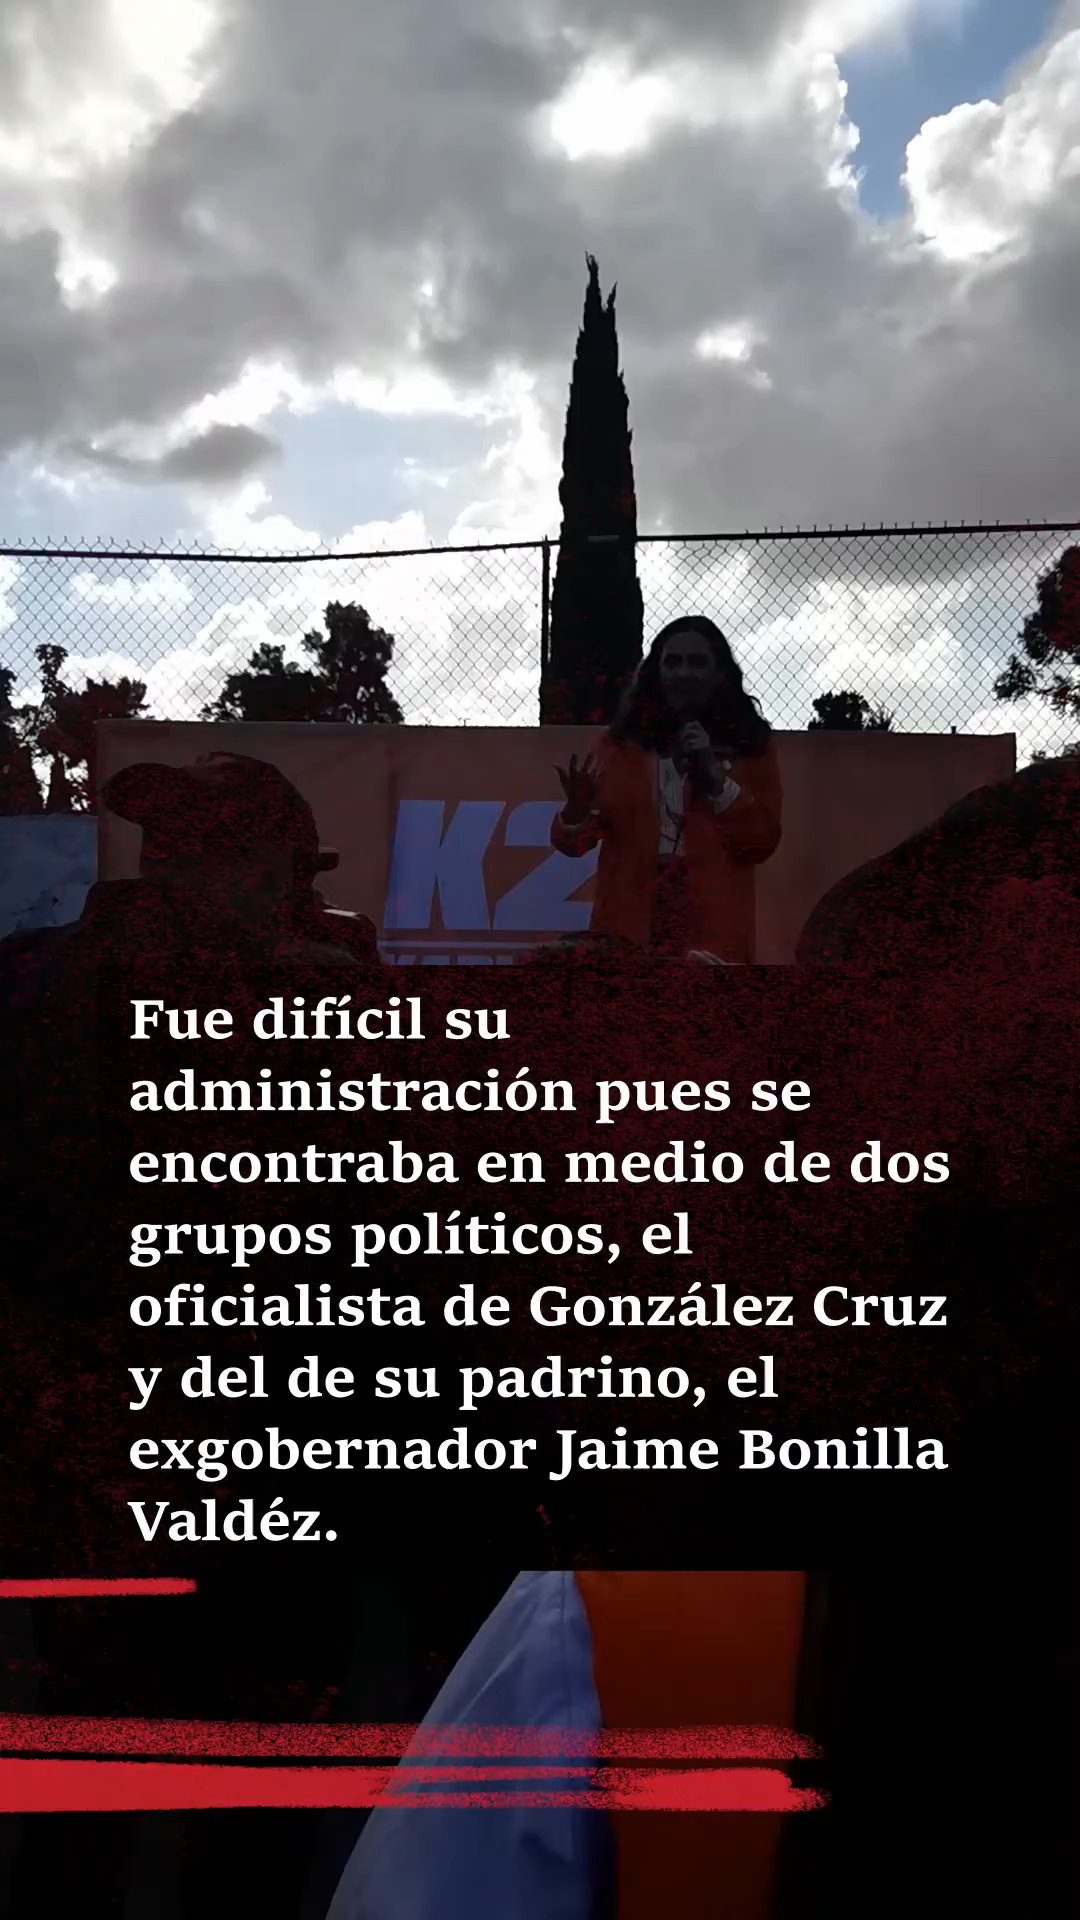 K2
Fue difícil su
administración pues se
encontraba en medio de dos
grupos políticos, el
oficialista de González Cruz
y del de su padrino, el
exgobernador Jaime Bonilla
Valdéz.